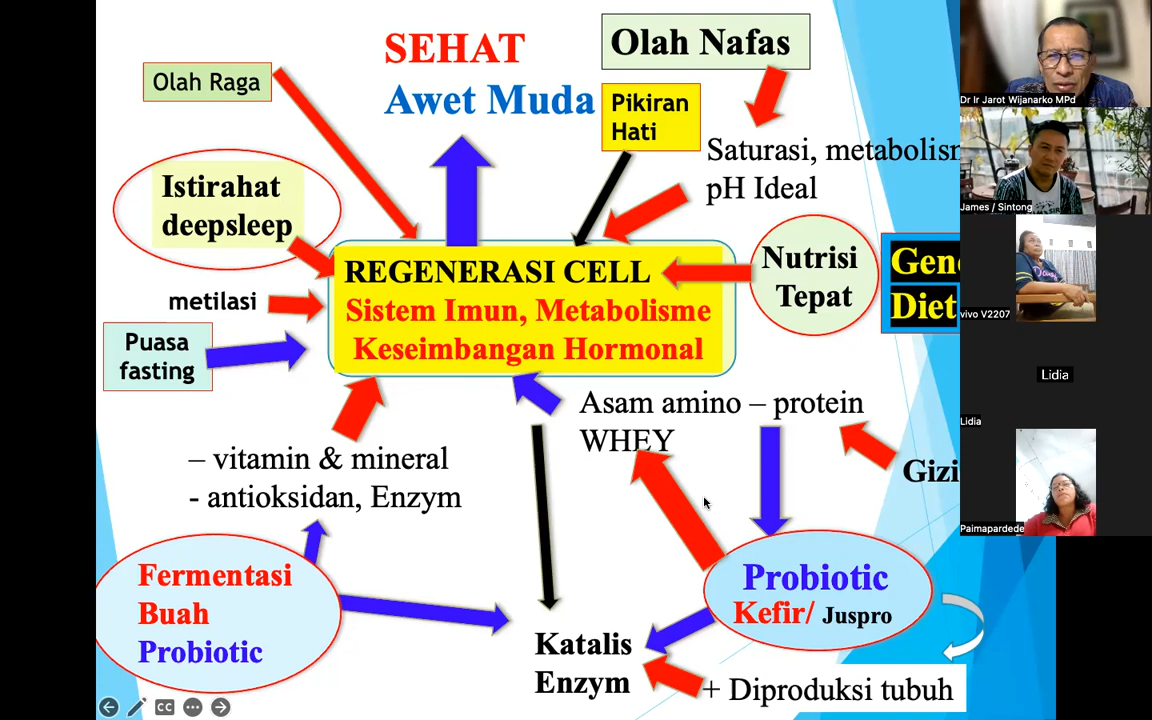 SEHAT
Awet Muda
Olah Nafas
Olah Raga
Pikiran
Hati
Saturasi, metabolism
pH Ideal
Istirahat
deepsleep
REGENERASI CELL
Sistem Imun, Metabolisme
Keseimbangan Hormonal
Nutrisi
Tepat
Gen
Diet
metilasi
Puasa
fasting
Asam amino – protein
WHEY
Gizi
– vitamin & mineral
- antioksidan, Enzym
Fermentasi
Buah
Probiotic
Probiotic
Kefir/ Juspro
Katalis
Enzym
+ Diproduksi tubuh
CC
Dr Ir Jarot Wijanarko MPd
James / Sintong
vivo V2207
Lidia
Lidia
Paimapardede